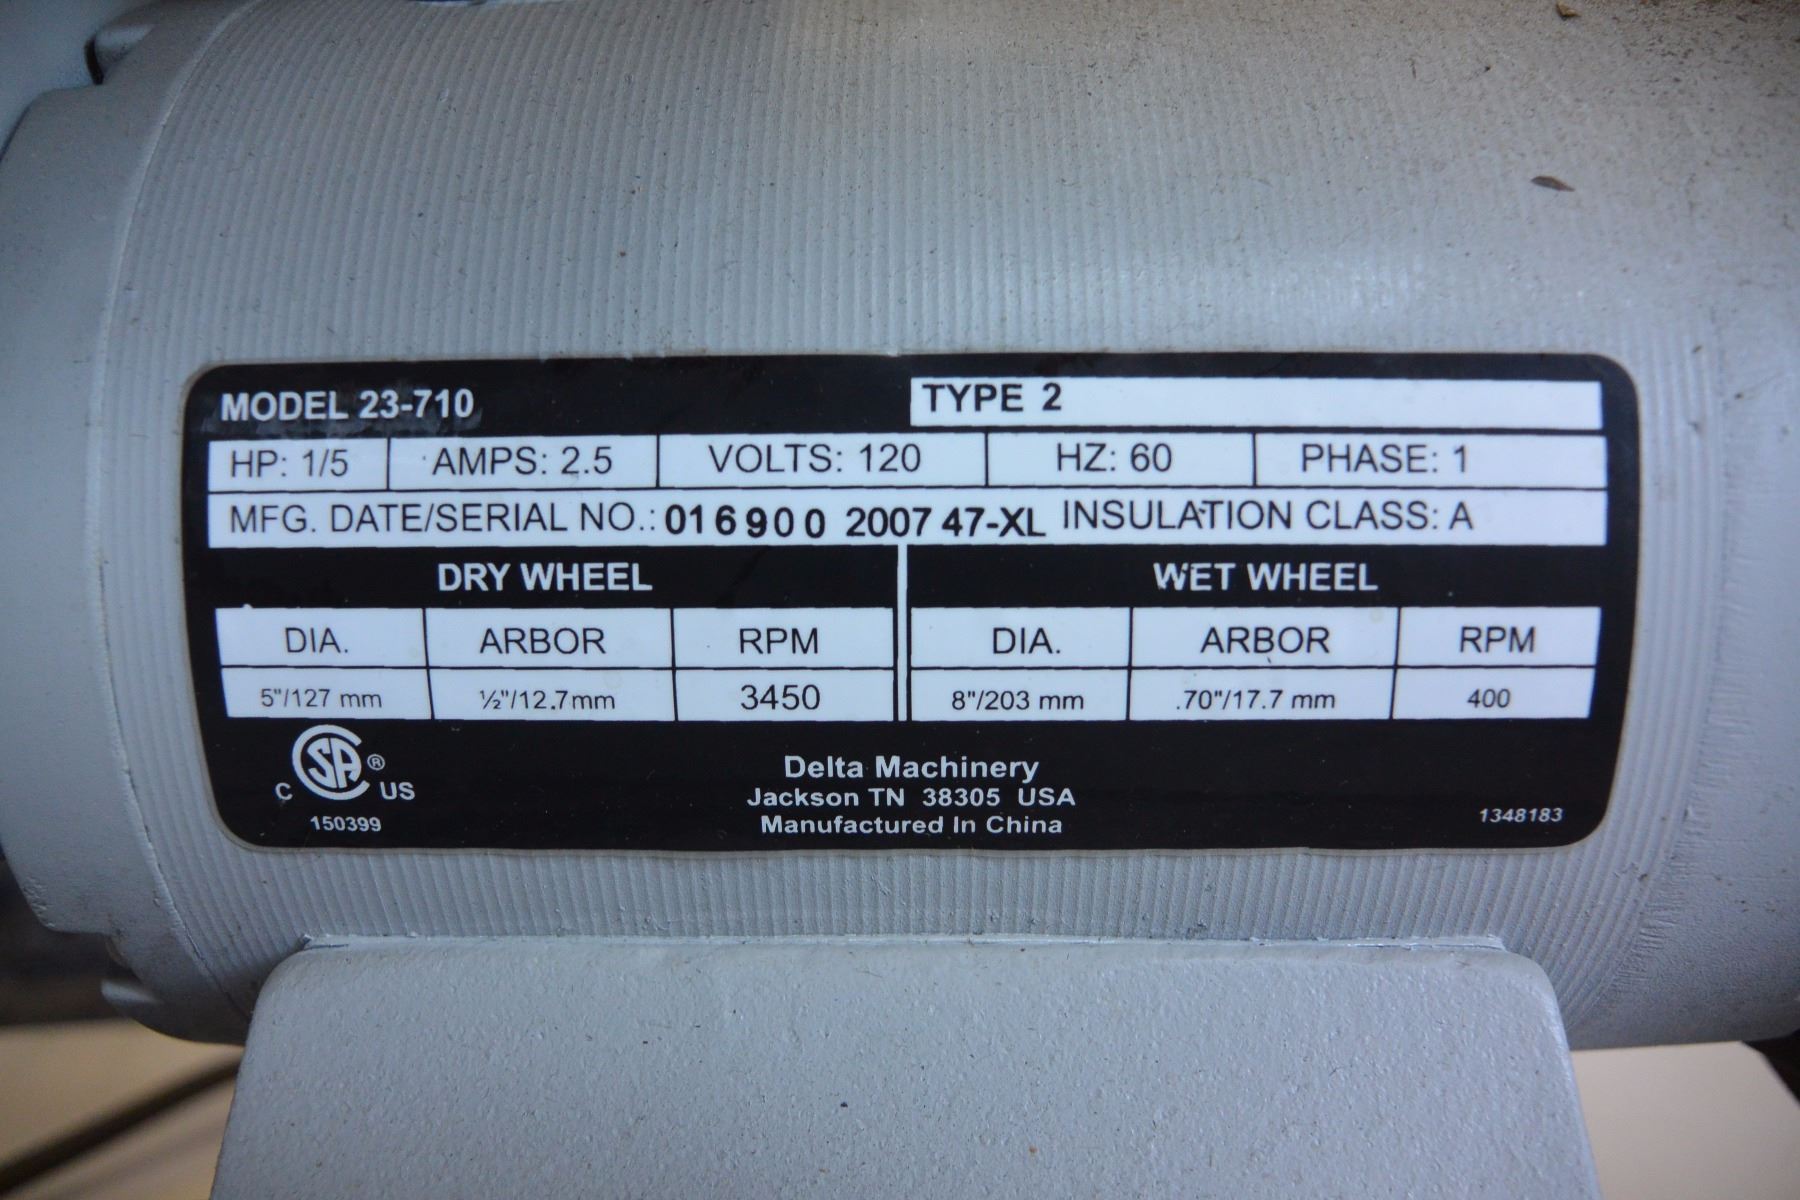 MODEL 23-710 TYPE 2
HP: 1/5 AMPS: 2.5 VOLTS: 120 HZ: 60 PHASE: 1
MFG. DATE/SERIAL NO.: 016900 2007 47-XL INSULATION CLASS: A
DRY WHEEL WET WHEEL
DIA. ARBOR RPM DIA. ARBOR RPM
5"/127 mm ½"/12.7mm 3450 8"/203 mm .70"/17.7 mm 400
C SA ® US
150399
Delta Machinery
Jackson TN 38305 USA
Manufactured In China
1348183